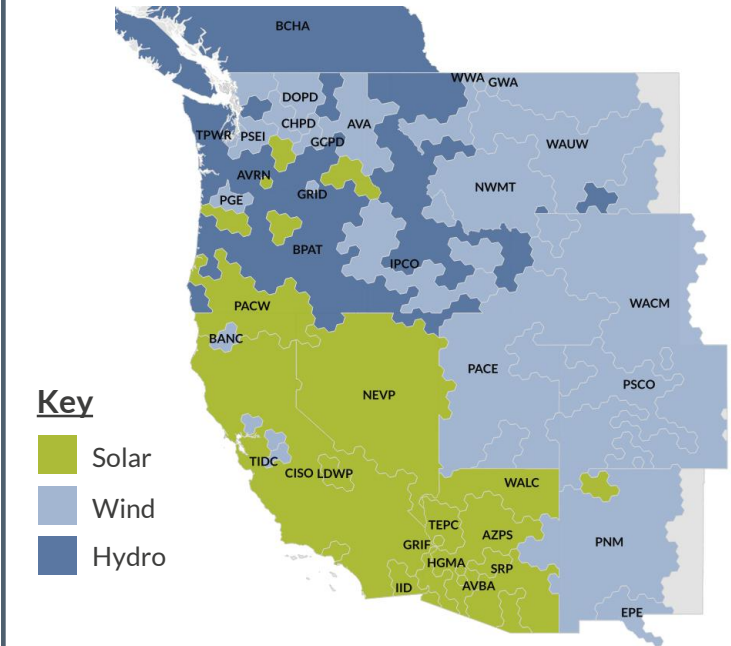 BCHA
WWA GWA
DOPD
CHPD
AVA
TPWR
PSEI
GCPD
WAUW
AVRN
NWMT
PGE
GRID
BPAT
IPCO
PACW
WACM
BANC
PACE
PSCO
NEVP
Key
Solar
Wind
Hydro
TIDC
CISO LDWP
WALC
TEPC
AZPS
GRIF
PNM
HGMA
SRP
IID
AVBA
EPE